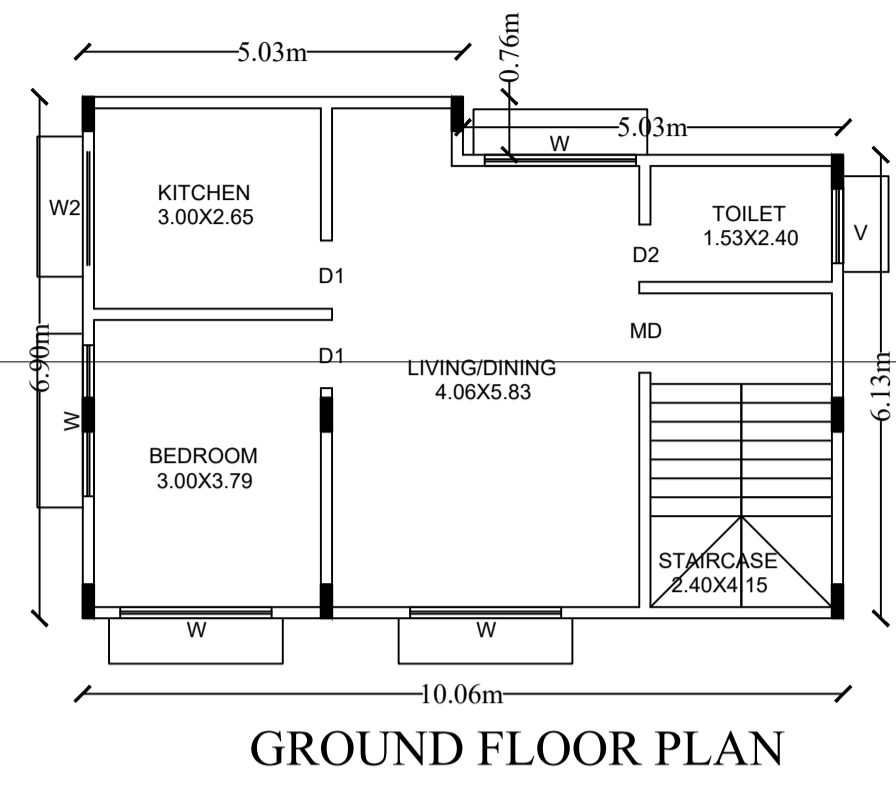 0.76m
5.03m
5.03m
W
KITCHEN
3.00X2.65
W2
TOILET
1.53X2.40
V
D2
D1
MD
D1
6.90m
LIVING/DINING
4.06X5.83
6.13m
W
BEDROOM
3.00X3.79
STAIRCASE
2.40X4.15
W
W
10.06m
GROUND FLOOR PLAN